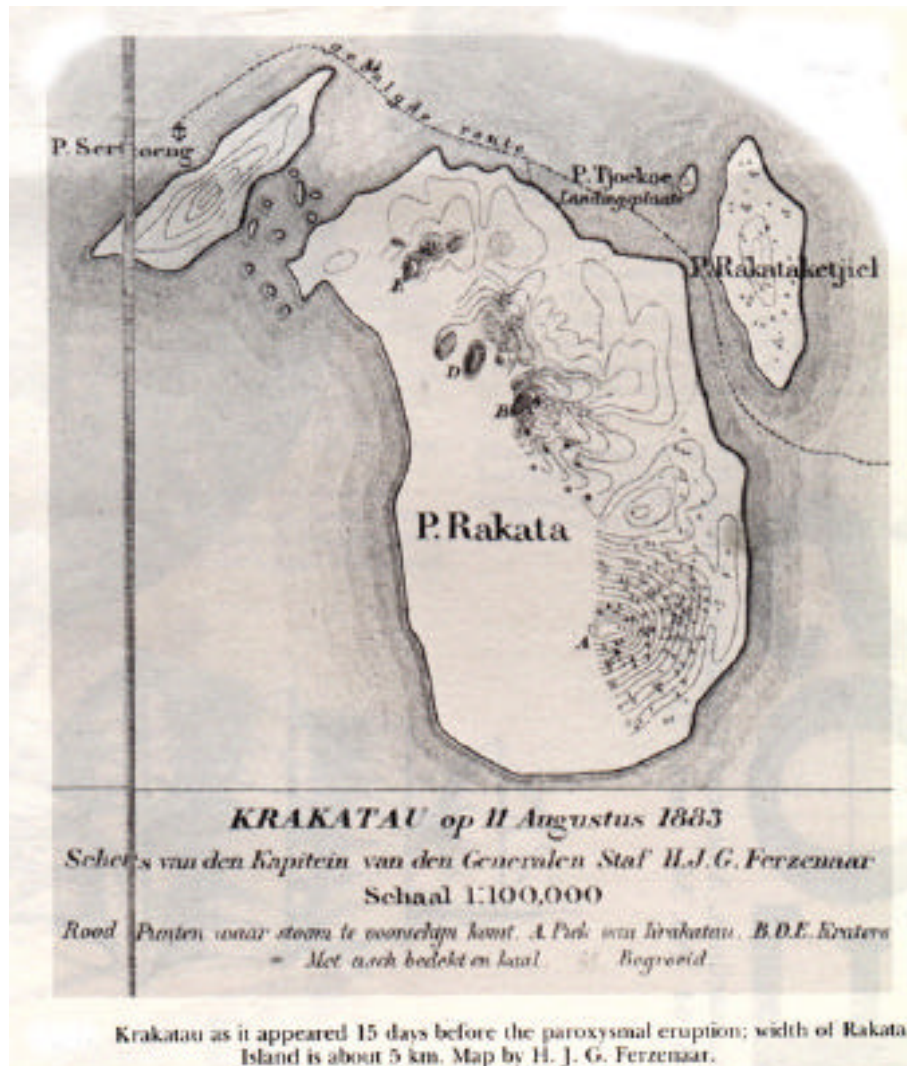 gevolgde route
P. Sertoeng
P. Tjoekoe
Landingsplaats
P. Rakataketjiel
D
B
P. Rakata
A
KRAKATAU op 11 Augustus 1883
Schets van den Kapitein van den Generalen Staf H.J.G. Ferzenaar
Schaal 1:100,000
Rood Punten waar stoom te voorschijn komt. A. Piek van Krakatau. B.D.E. Kraters
Met asch bedekt en kaal. Begroeid.
Krakatau as it appeared 15 days before the paroxysmal eruption; width of Rakata
Island is about 5 km. Map by H. J. G. Ferzenaar.